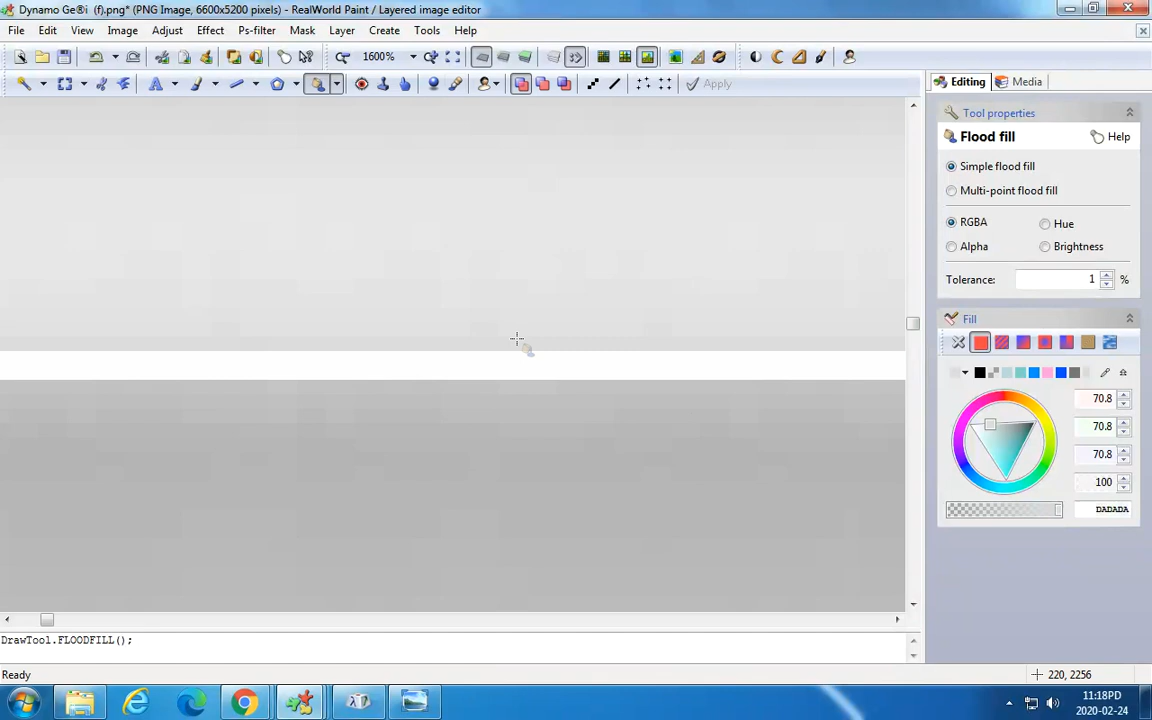 Dynamo Ge®i  (f).png* (PNG Image, 6600x5200 pixels) - RealWorld Paint / Layered image editor
File Edit View Image Adjust Effect Ps-filter Mask Layer Create Tools Help
1600%
Apply
Editing Media
Tool properties
Flood fill Help
Simple flood fill
Multi-point flood fill
RGBA Hue
Alpha Brightness
Tolerance: 1 %
Fill
70.8
70.8
70.8
100
DADADA
DrawTool.FLOODFILL();
Ready 220, 2256
11:18PD
2020-02-24